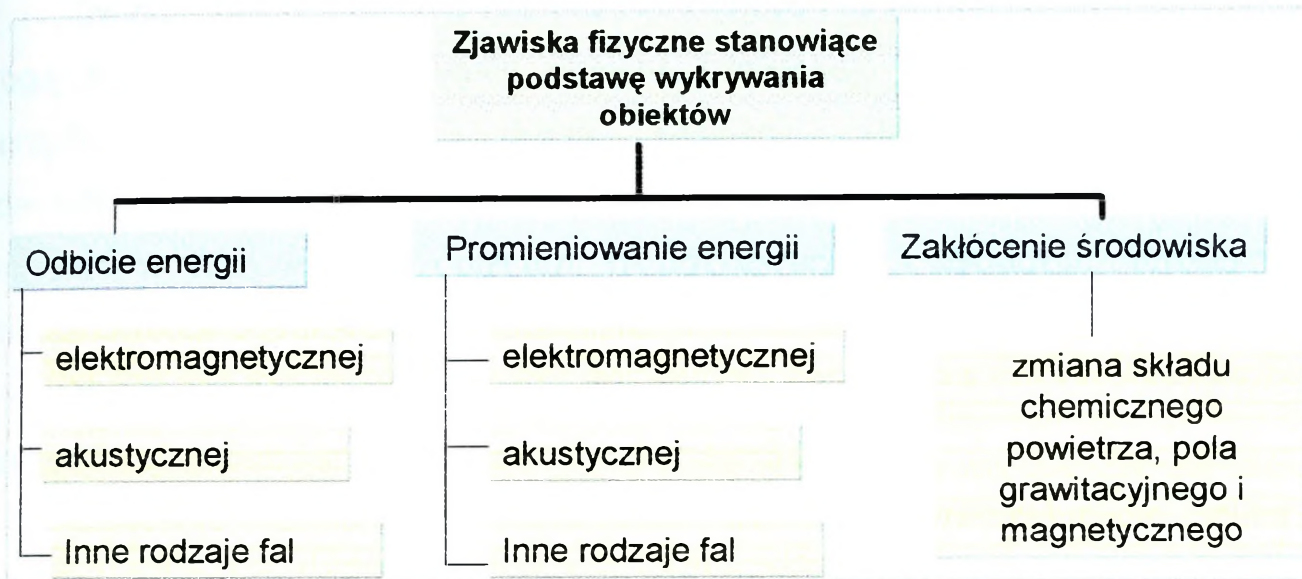 Zjawiska fizyczne stanowiące
podstawę wykrywania
obiektów
Odbicie energii
elektromagnetycznej
akustycznej
Inne rodzaje fal
Promieniowanie energii
elektromagnetycznej
akustycznej
Inne rodzaje fal
Zakłócenie środowiska
zmiana składu
chemicznego
powietrza, pola
grawitacyjnego i
magnetycznego